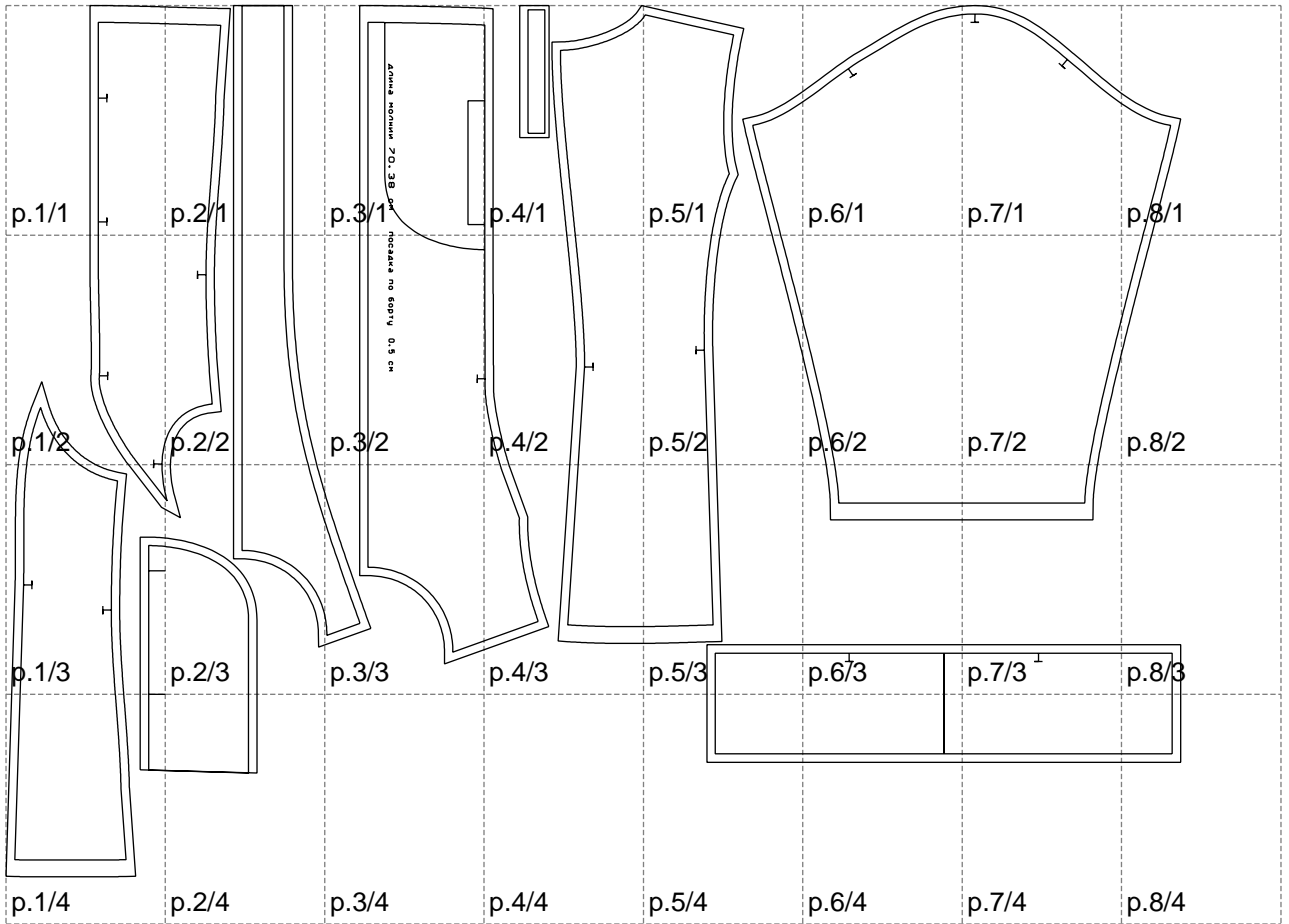 длина молнии 70.38 см посадка по борту 0.5 см
p.1/1 p.2/1 p.3/1 p.4/1 p.5/1 p.6/1 p.7/1 p.8/1
p.1/2 p.2/2 p.3/2 p.4/2 p.5/2 p.6/2 p.7/2 p.8/2
p.1/3 p.2/3 p.3/3 p.4/3 p.5/3 p.6/3 p.7/3 p.8/3
p.1/4 p.2/4 p.3/4 p.4/4 p.5/4 p.6/4 p.7/4 p.8/4